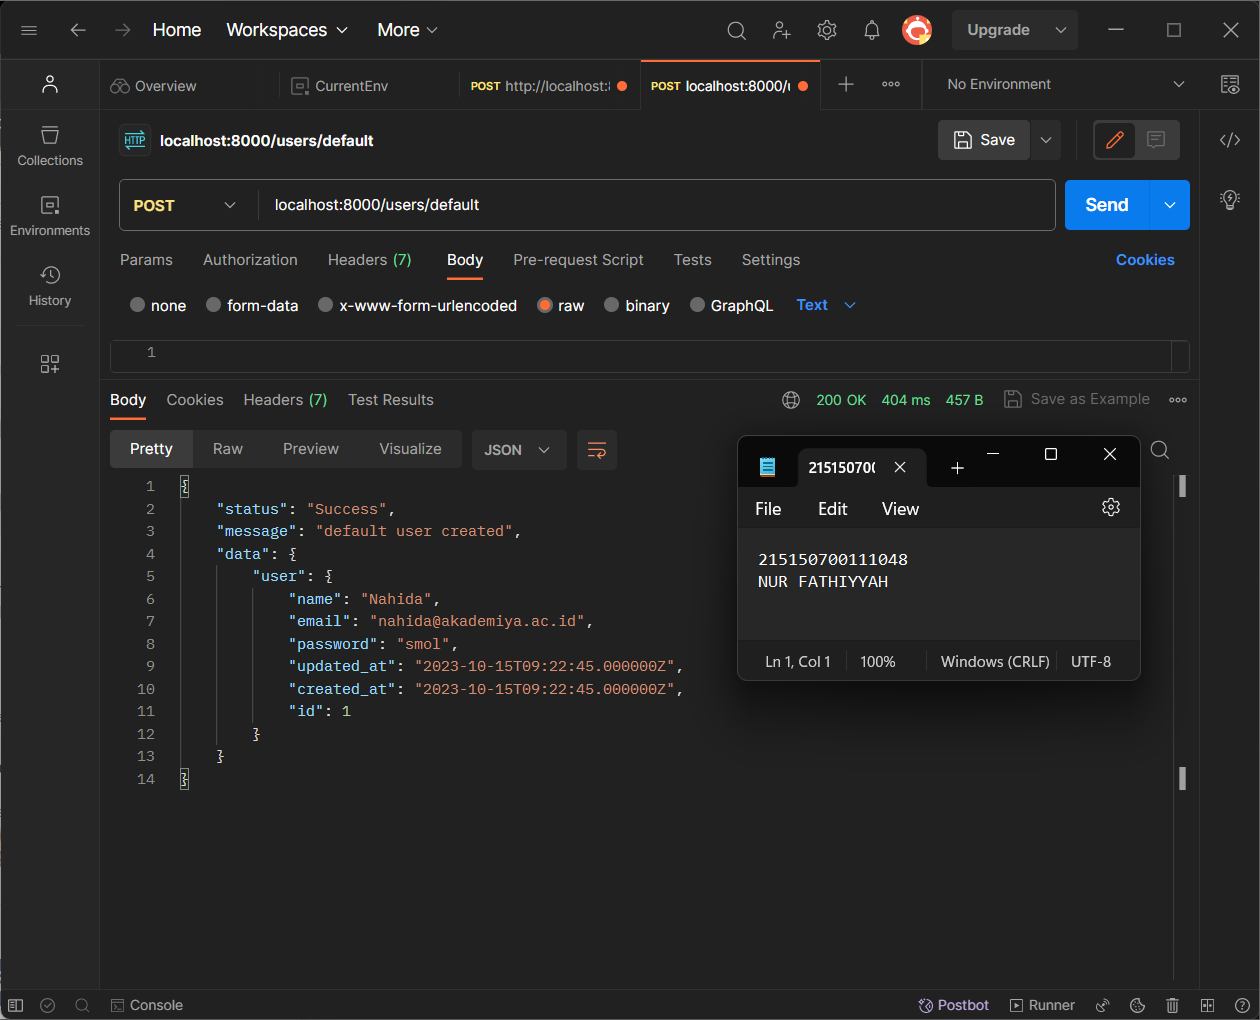 Home Workspaces More Upgrade
Overview CurrentEnv POST http://localhost: POST localhost:8000/ No Environment
HTTP localhost:8000/users/default Save
Collections
Environments
History
POST localhost:8000/users/default Send
Params Authorization Headers (7) Body Pre-request Script Tests Settings Cookies
none form-data x-www-form-urlencoded raw binary GraphQL Text
1
Body Cookies Headers (7) Test Results 200 OK 404 ms 457 B Save as Example
Pretty Raw Preview Visualize JSON
1 {
2 "status": "Success",
3 "message": "default user created",
4 "data": {
5 "user": {
6 "name": "Nahida",
7 "email": "nahida@akademiya.ac.id",
8 "password": "smol",
9 "updated_at": "2023-10-15T09:22:45.000000Z",
10 "created_at": "2023-10-15T09:22:45.000000Z",
11 "id": 1
12 }
13 }
14 }
21515070
File Edit View
215150700111048
NUR FATHIYYAH
Ln 1, Col 1 100% Windows (CRLF) UTF-8
Console Postbot Runner